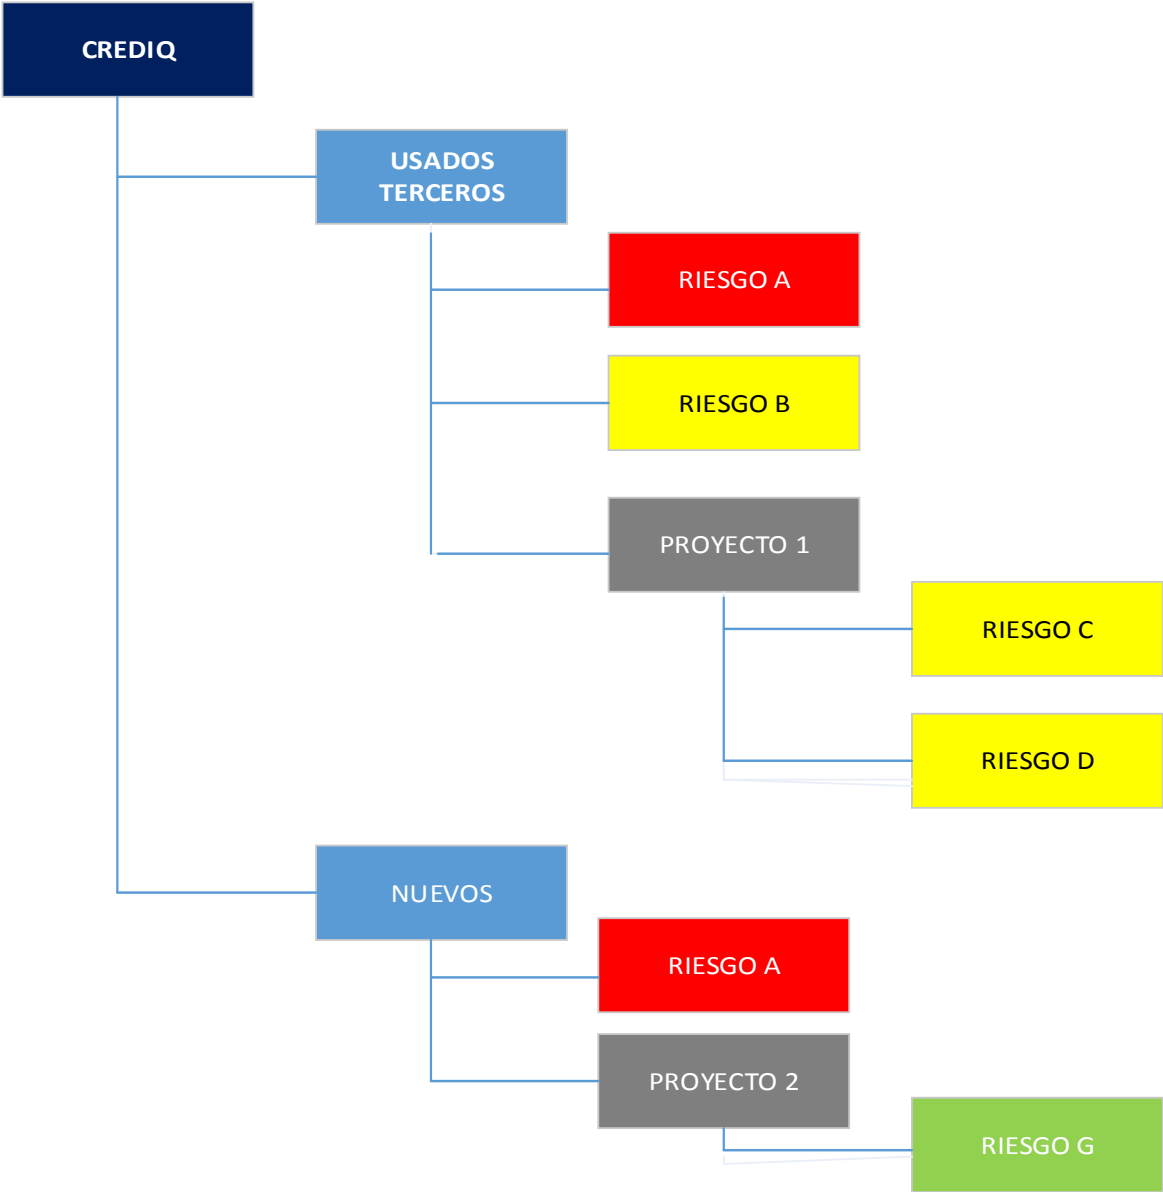 CREDIQ
USADOS
TERCEROS
RIESGO A
RIESGO B
PROYECTO 1
RIESGO C
RIESGO D
NUEVOS
RIESGO A
PROYECTO 2
RIESGO G